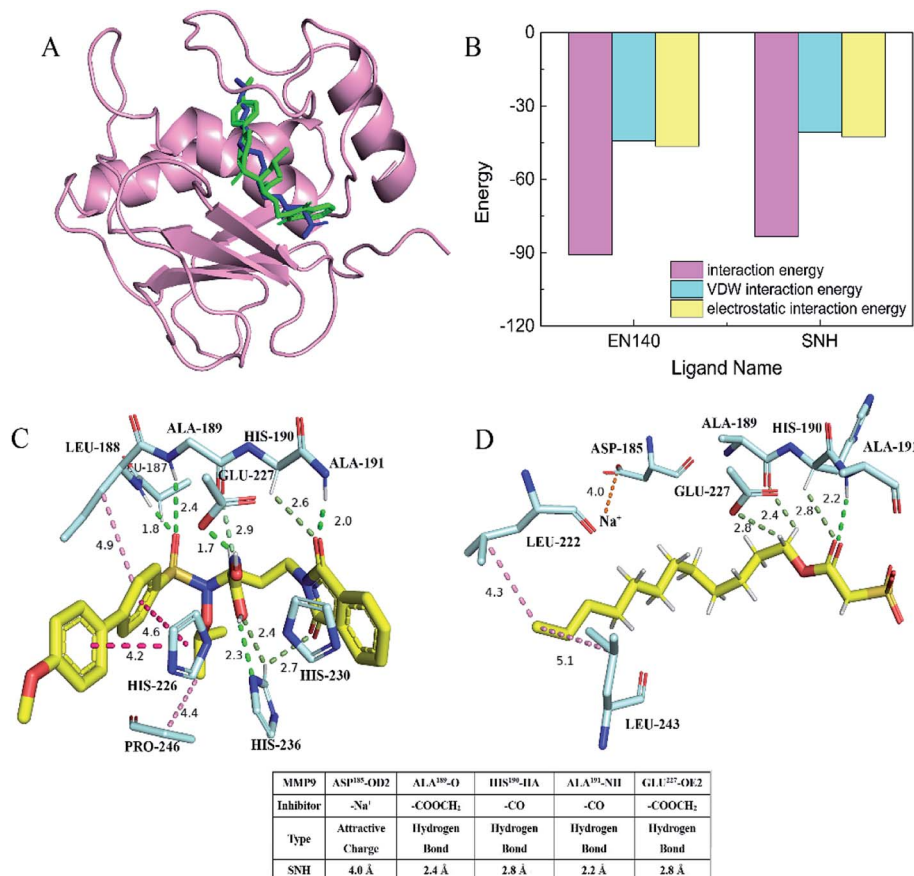 A
B
0
-30
-60
-90
-120
Energy
interaction energy
VDW interaction energy
electrostatic interaction energy
EN140
SNH
Ligand Name
C
ALA-189
LEU-188
HIS-190
GLU-227
ALA-191
2.4
1.8
2.9
2.6
1.7
2.0
4.9
4.6
4.2
2.4
2.3
2.7
HIS-226
HIS-230
4.4
PRO-246
HIS-236
D
ALA-189
HIS-190
ASP-185
ALA-191
4.0
GLU-227
2.2
2.8
2.4
2.8
LEU-222
Na⁺
4.3
5.1
LEU-243
MMP9 ASP¹⁸⁵-OD2 ALA¹⁸⁹-O HIS¹⁹⁰-HA ALA¹⁹¹-NH GLU²²⁷-OE2
Inhibitor -Na⁺ -COOCH₂ -CO -CO -COOCH₂
Type Attractive Charge Hydrogen Bond Hydrogen Bond Hydrogen Bond Hydrogen Bond
SNH 4.0 Å 2.4 Å 2.8 Å 2.2 Å 2.8 Å